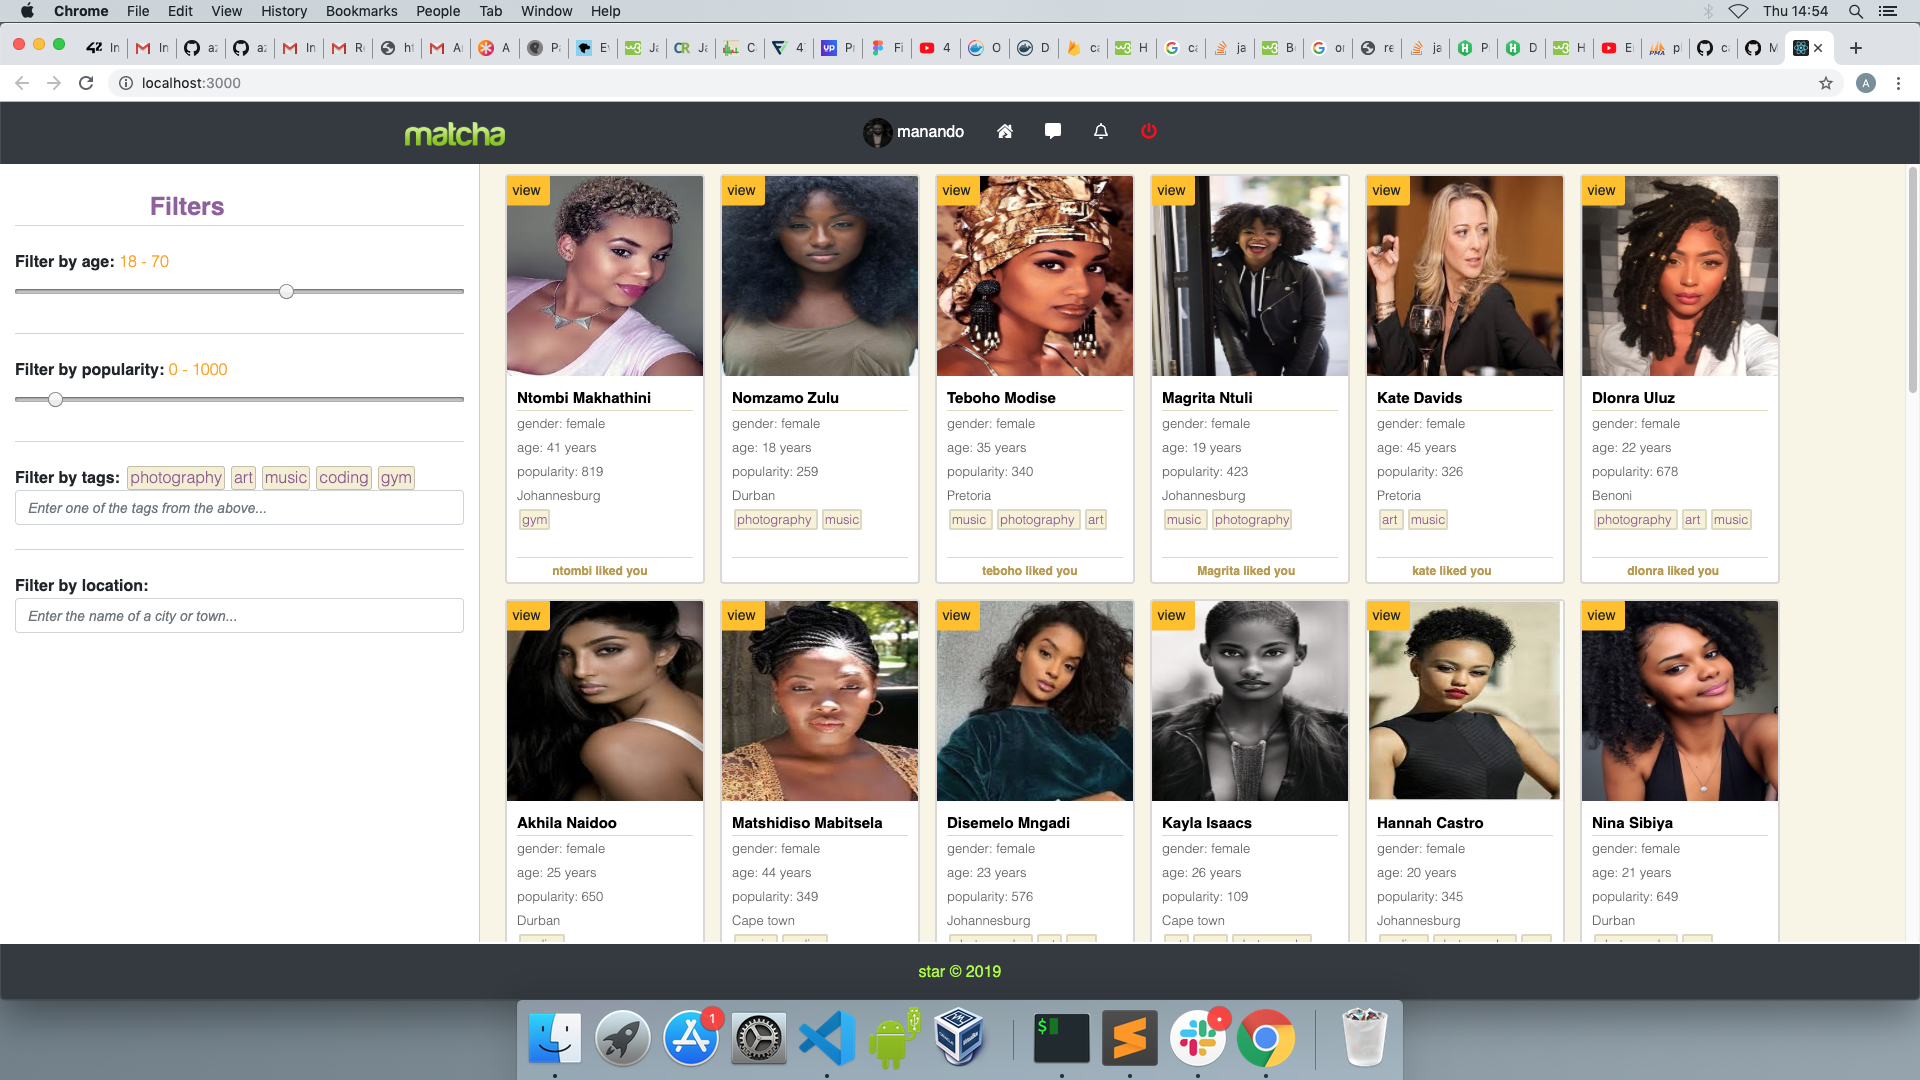 Chrome File Edit View History Bookmarks People Tab Window Help
Thu 14:54
localhost:3000
A
matcha
manando
Filters
Filter by age: 18 - 70
Filter by popularity: 0 - 1000
Filter by tags: photography art music coding gym
Enter one of the tags from the above...
Filter by location:
Enter the name of a city or town...
view view view view view view
Ntombi Makhathini
gender: female
age: 41 years
popularity: 819
Johannesburg
gym
ntombi liked you
Nomzamo Zulu
gender: female
age: 18 years
popularity: 259
Durban
photography music
Teboho Modise
gender: female
age: 35 years
popularity: 340
Pretoria
music photography art
teboho liked you
Magrita Ntuli
gender: female
age: 19 years
popularity: 423
Johannesburg
music photography
Magrita liked you
Kate Davids
gender: female
age: 45 years
popularity: 326
Pretoria
art music
kate liked you
Dlonra Uluz
gender: female
age: 22 years
popularity: 678
Benoni
photography art music
dlonra liked you
view view view view view view
Akhila Naidoo
gender: female
age: 25 years
popularity: 650
Durban
Matshidiso Mabitsela
gender: female
age: 44 years
popularity: 349
Cape town
Disemelo Mngadi
gender: female
age: 23 years
popularity: 576
Johannesburg
Kayla Isaacs
gender: female
age: 26 years
popularity: 109
Cape town
Hannah Castro
gender: female
age: 20 years
popularity: 345
Johannesburg
Nina Sibiya
gender: female
age: 21 years
popularity: 649
Durban
star © 2019
1